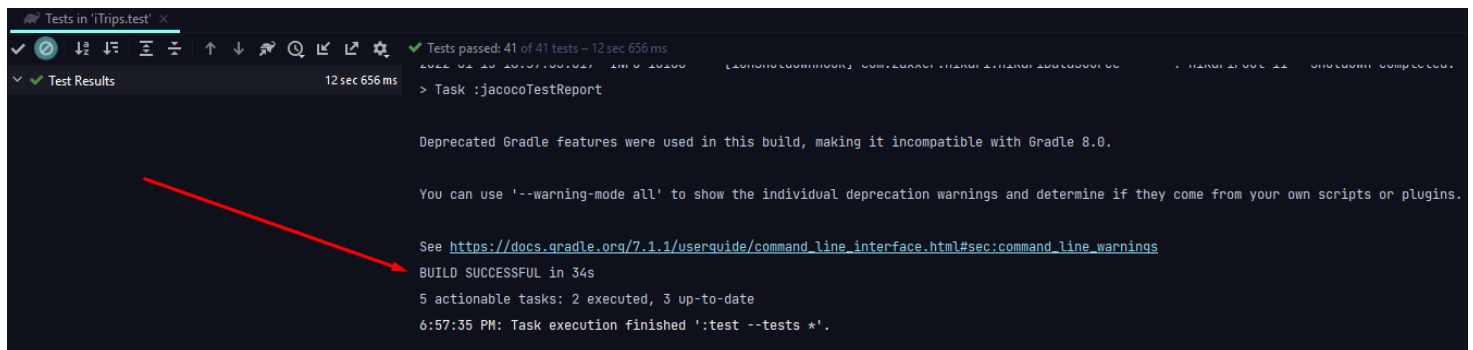 Tests in 'iTrips.test'
Tests passed: 41 of 41 tests – 12 sec 656 ms
Test Results 12 sec 656 ms
> Task :jacocoTestReport
Deprecated Gradle features were used in this build, making it incompatible with Gradle 8.0.
You can use '--warning-mode all' to show the individual deprecation warnings and determine if they come from your own scripts or plugins.
See https://docs.gradle.org/7.1.1/userguide/command_line_interface.html#sec:command_line_warnings
BUILD SUCCESSFUL in 34s
5 actionable tasks: 2 executed, 3 up-to-date
6:57:35 PM: Task execution finished ':test --tests *'.